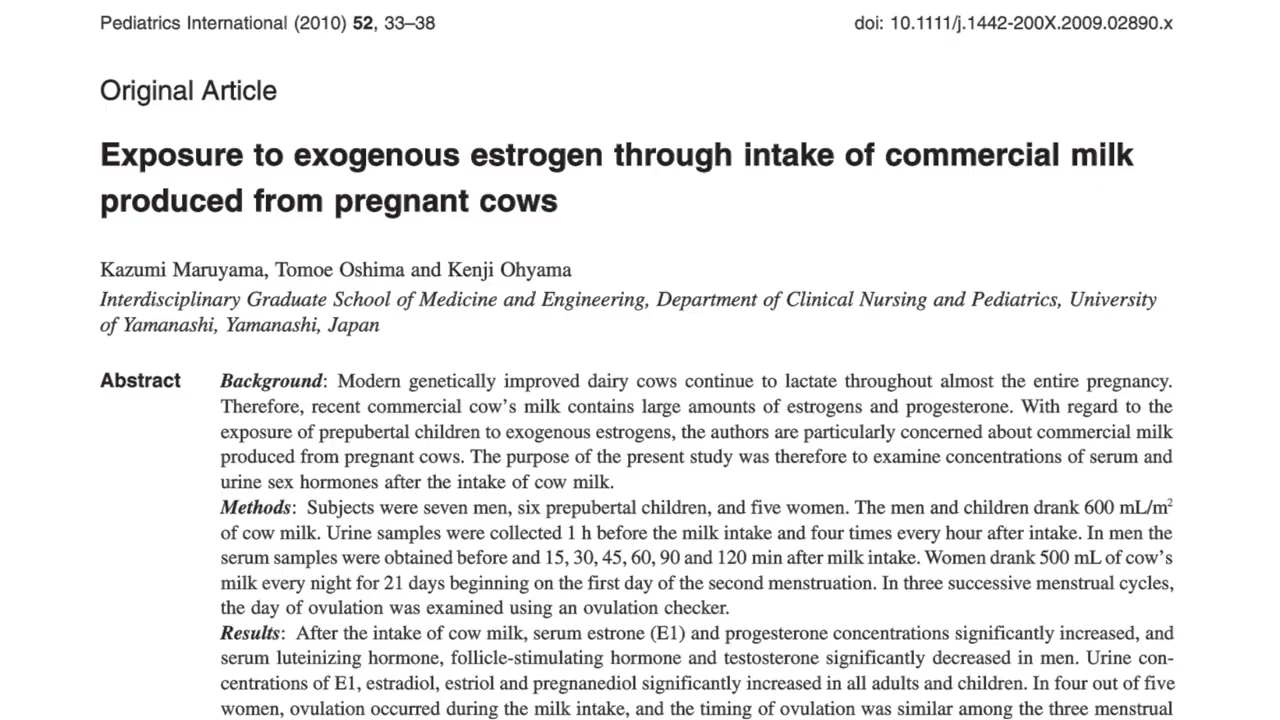 Pediatrics International (2010) 52, 33–38
doi: 10.1111/j.1442-200X.2009.02890.x
Original Article
Exposure to exogenous estrogen through intake of commercial milk
produced from pregnant cows
Kazumi Maruyama, Tomoe Oshima and Kenji Ohyama
Interdisciplinary Graduate School of Medicine and Engineering, Department of Clinical Nursing and Pediatrics, University
of Yamanashi, Yamanashi, Japan
Abstract Background: Modern genetically improved dairy cows continue to lactate throughout almost the entire pregnancy.
Therefore, recent commercial cow's milk contains large amounts of estrogens and progesterone. With regard to the
exposure of prepubertal children to exogenous estrogens, the authors are particularly concerned about commercial milk
produced from pregnant cows. The purpose of the present study was therefore to examine concentrations of serum and
urine sex hormones after the intake of cow milk.
Methods: Subjects were seven men, six prepubertal children, and five women. The men and children drank 600 mL/m²
of cow milk. Urine samples were collected 1 h before the milk intake and four times every hour after intake. In men the
serum samples were obtained before and 15, 30, 45, 60, 90 and 120 min after milk intake. Women drank 500 mL of cow's
milk every night for 21 days beginning on the first day of the second menstruation. In three successive menstrual cycles,
the day of ovulation was examined using an ovulation checker.
Results: After the intake of cow milk, serum estrone (E1) and progesterone concentrations significantly increased, and
serum luteinizing hormone, follicle-stimulating hormone and testosterone significantly decreased in men. Urine con-
centrations of E1, estradiol, estriol and pregnanediol significantly increased in all adults and children. In four out of five
women, ovulation occurred during the milk intake, and the timing of ovulation was similar among the three menstrual